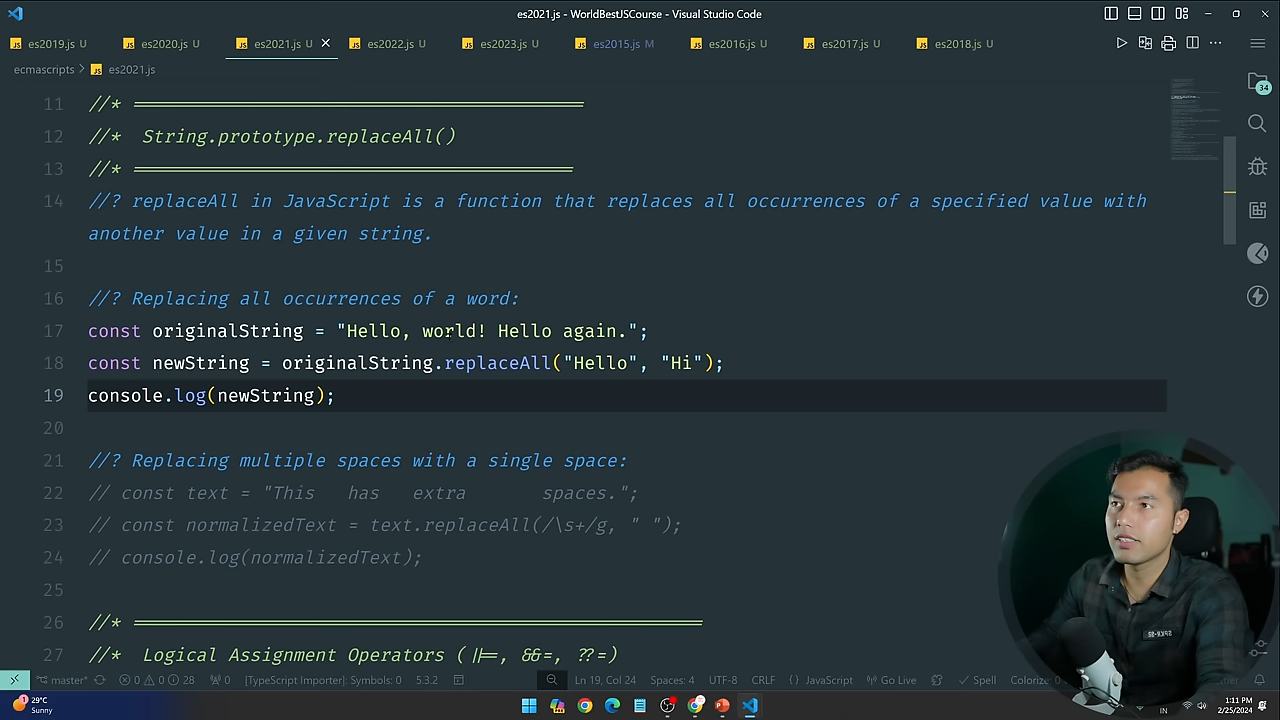 es2021.js - WorldBestJSCourse - Visual Studio Code
es2019.js U
es2020.js U
es2021.js U
es2022.js U
es2023.js U
es2015.js M
es2016.js U
es2017.js U
es2018.js U
ecmascripts > es2021.js
34
11 //* ==========================================
12 //* String.prototype.replaceAll()
13 //* =========================================
14 //? replaceAll in JavaScript is a function that replaces all occurrences of a specified value with
another value in a given string.
15
16 //? Replacing all occurrences of a word:
17 const originalString = "Hello, world! Hello again.";
18 const newString = originalString.replaceAll("Hello", "Hi");
19 console.log(newString);
20
21 //? Replacing multiple spaces with a single space:
22 // const text = "This   has   extra       spaces.";
23 // const normalizedText = text.replaceAll(/\s+/g, " ");
24 // console.log(normalizedText);
25
26 //* =====================================================
27 //* Logical Assignment Operators (||=, &&=, ??=)
master* 0 0 28 0 [TypeScript Importer]: Symbols: 0 5.3.2 Ln 19, Col 24 Spaces: 4 UTF-8 CRLF {} JavaScript Go Live Spell Colorize: 0
29°C
Sunny
IN
1:11 PM
2/25/2024